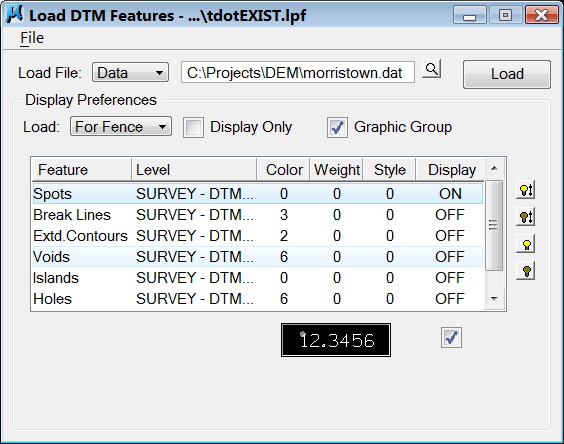 Load DTM Features - ...\tdotEXIST.lpf
File
Load File: Data C:\Projects\DEM\morristown.dat Load
Display Preferences
Load: For Fence Display Only Graphic Group
Feature Level Color Weight Style Display
Spots SURVEY - DTM... 0 0 0 ON
Break Lines SURVEY - DTM... 3 0 0 OFF
Extd.Contours SURVEY - DTM... 2 0 0 OFF
Voids SURVEY - DTM... 6 0 0 OFF
Islands SURVEY - DTM... 0 0 0 OFF
Holes SURVEY - DTM... 6 0 0 OFF
12.3456